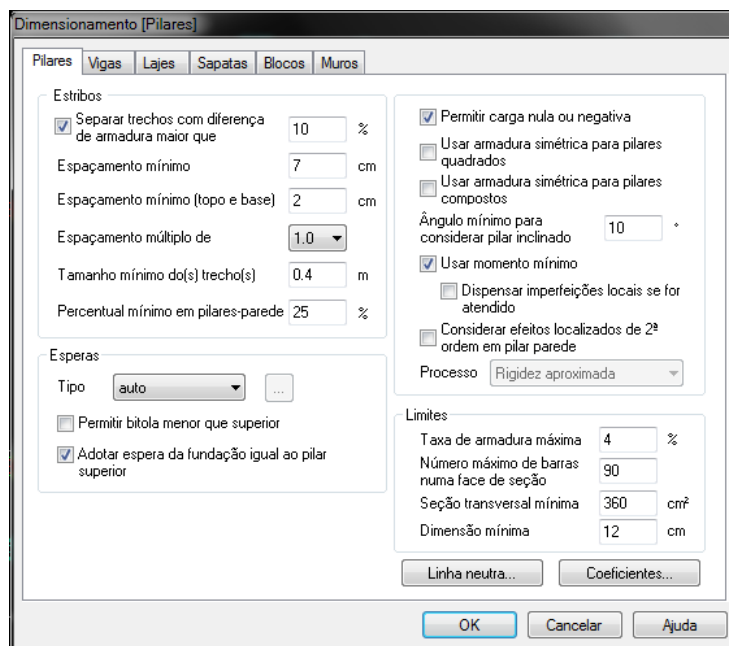 Dimensionamento [Pilares]
Pilares Vigas Lajes Sapatas Blocos Muros
Estribos
Separar trechos com diferença
de armadura maior que 10 %
Espaçamento mínimo 7 cm
Espaçamento mínimo (topo e base) 2 cm
Espaçamento múltiplo de 1.0
Tamanho mínimo do(s) trecho(s) 0.4 m
Percentual mínimo em pilares-parede 25 %
Esperas
Tipo auto ...
Permitir bitola menor que superior
Adotar espera da fundação igual ao pilar
superior
Permitir carga nula ou negativa
Usar armadura simétrica para pilares
quadrados
Usar armadura simétrica para pilares
compostos
Ângulo mínimo para
considerar pilar inclinado 10 °
Usar momento mínimo
Dispensar imperfeições locais se for
atendido
Considerar efeitos localizados de 2ª
ordem em pilar parede
Processo Rigidez aproximada
Limites
Taxa de armadura máxima 4 %
Número máximo de barras
numa face de seção 90
Seção transversal mínima 360 cm²
Dimensão mínima 12 cm
Linha neutra... Coeficientes...
OK Cancelar Ajuda